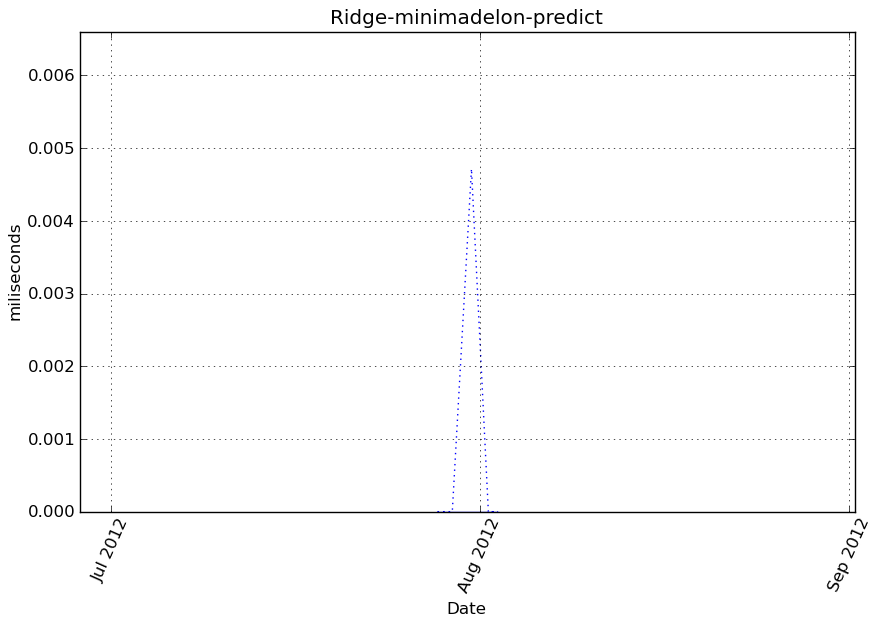 Ridge-minimadelon-predict
0.006
0.005
0.004
0.003
0.002
0.001
0.000
miliseconds
Jul 2012
Aug 2012
Sep 2012
Date